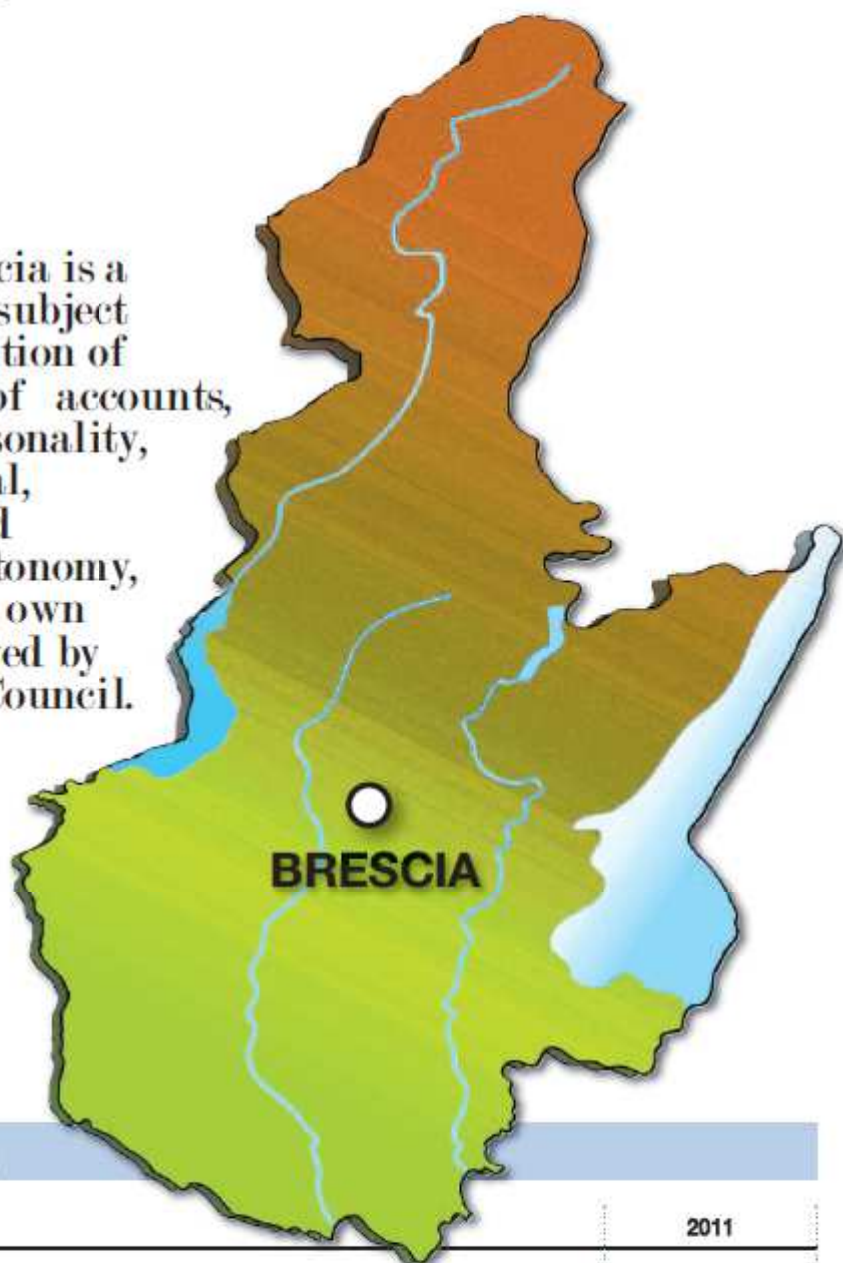 cia is a
subject
tion of
of accounts,
sonality,
al,
d
tonomy,
own
ed by
Council.
BRESCIA
2011